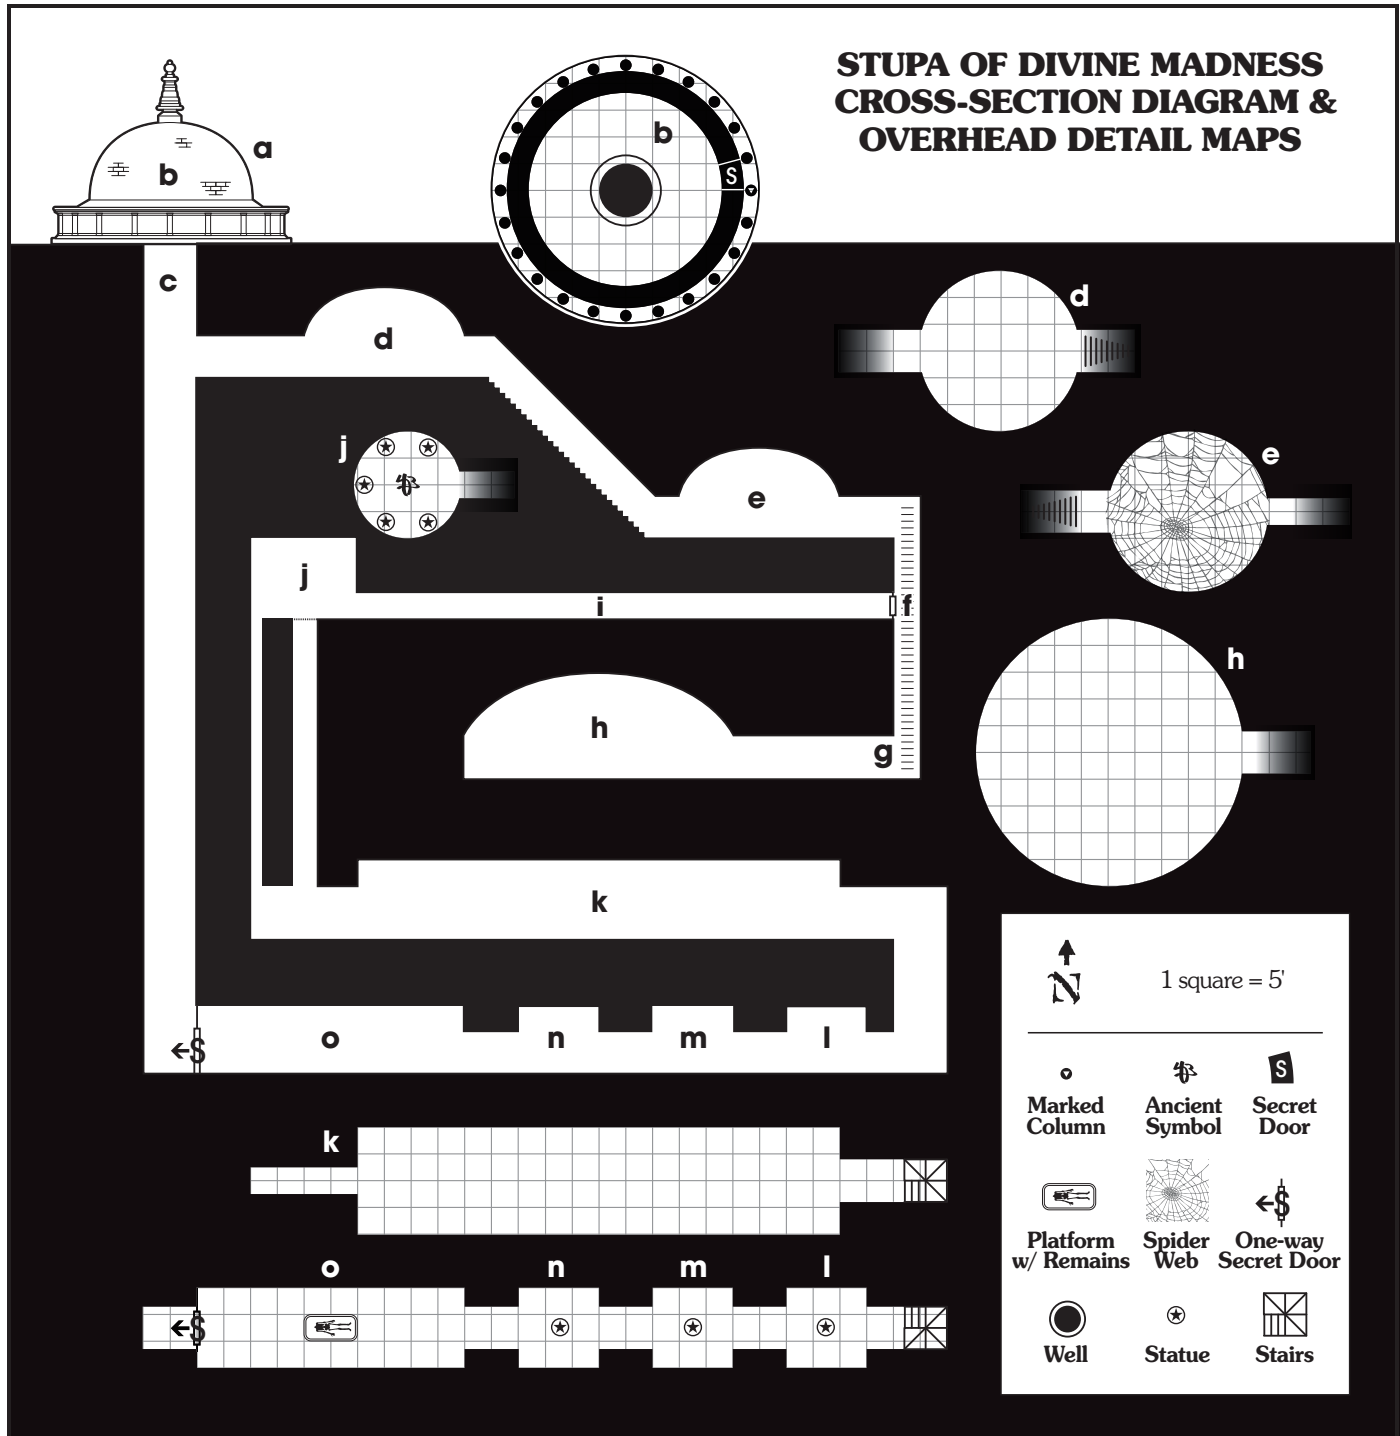 STUPA OF DIVINE MADNESS
CROSS-SECTION DIAGRAM &
OVERHEAD DETAIL MAPS
a
b
b
S
c
d
d
e
e
j
j
i
f
h
h
g
k
o
n
m
l
S
k
o
n
m
l
S
N
1 square = 5'
S
Marked
Column
Ancient
Symbol
Secret
Door
S
Platform
w/ Remains
Spider
Web
One-way
Secret Door
Well
Statue
Stairs